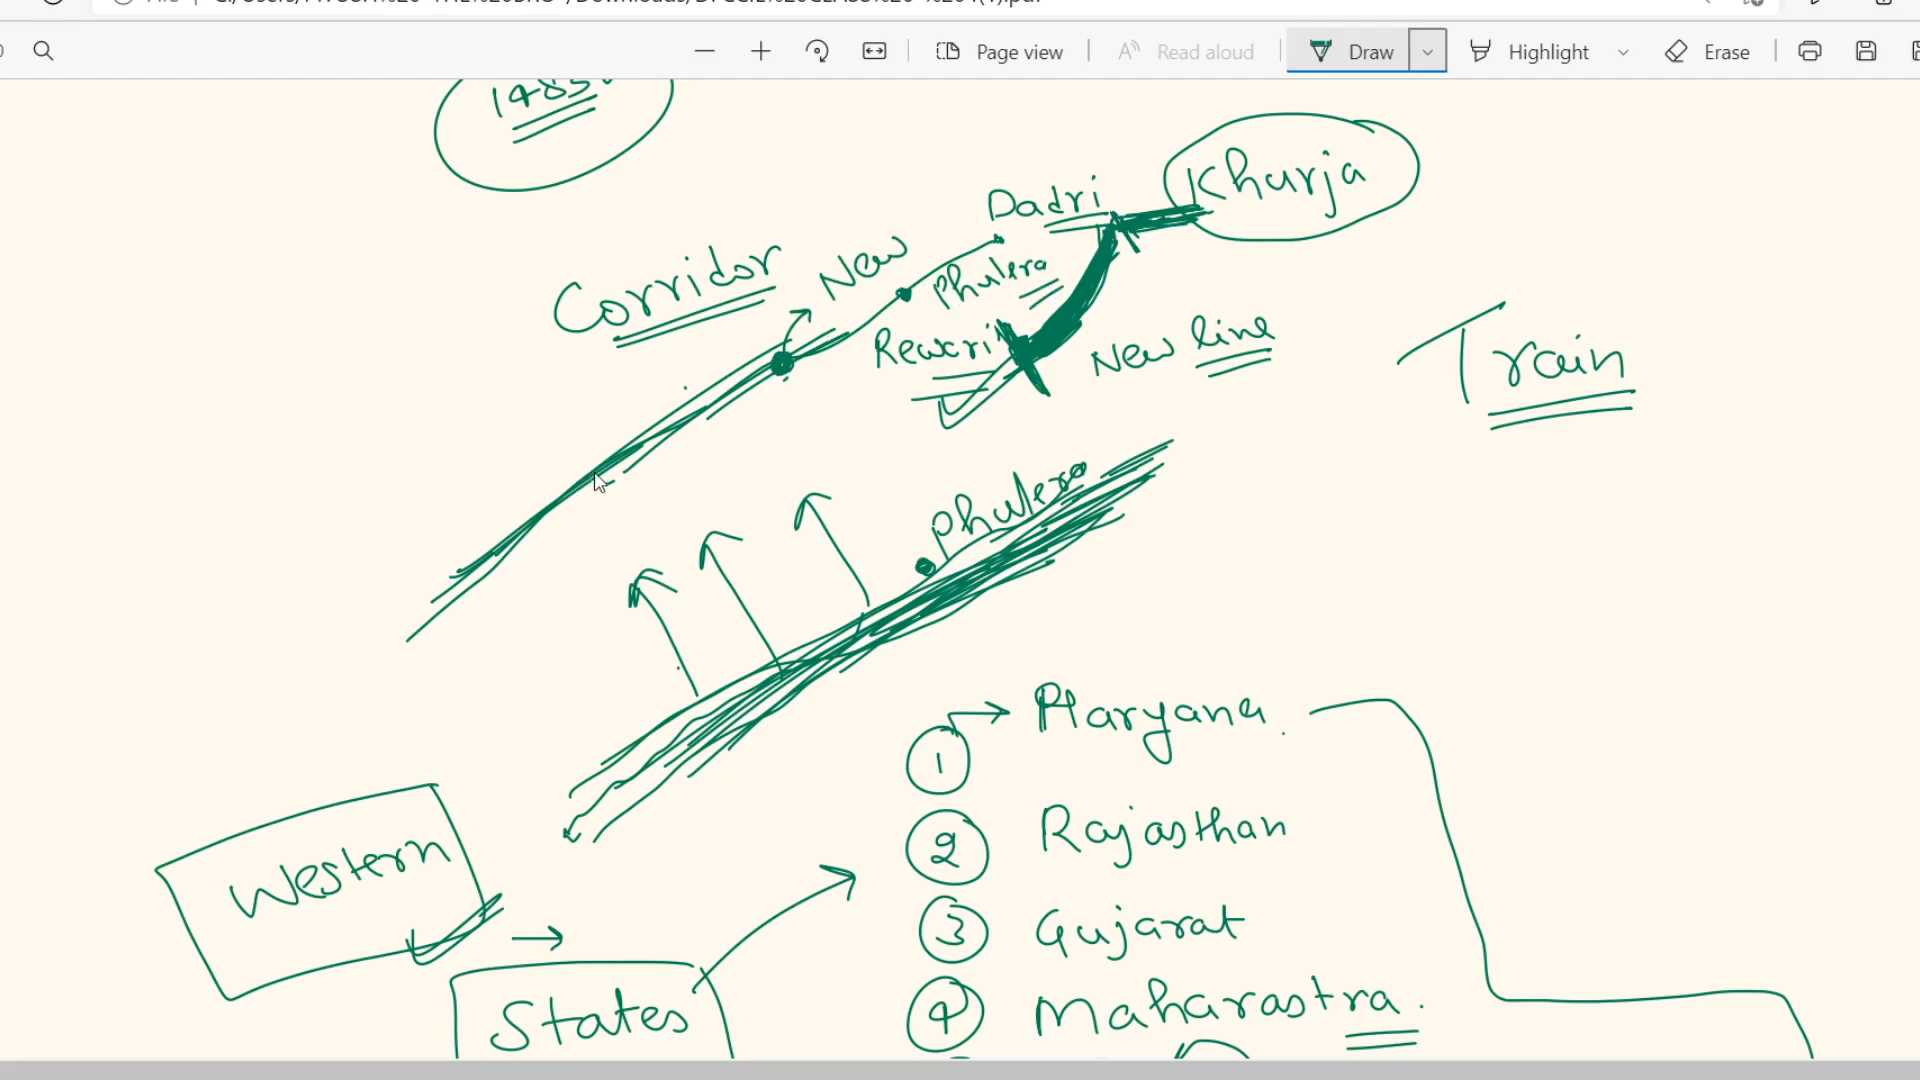 Page view
Read aloud
Draw
Highlight
Erase
Khurja
Dadri
Corridor
New
Phulera
Rewari
New line
Train
Phulera
1 → Haryana
2 Rajasthan
3 Gujarat
4 Maharastra.
Western
States